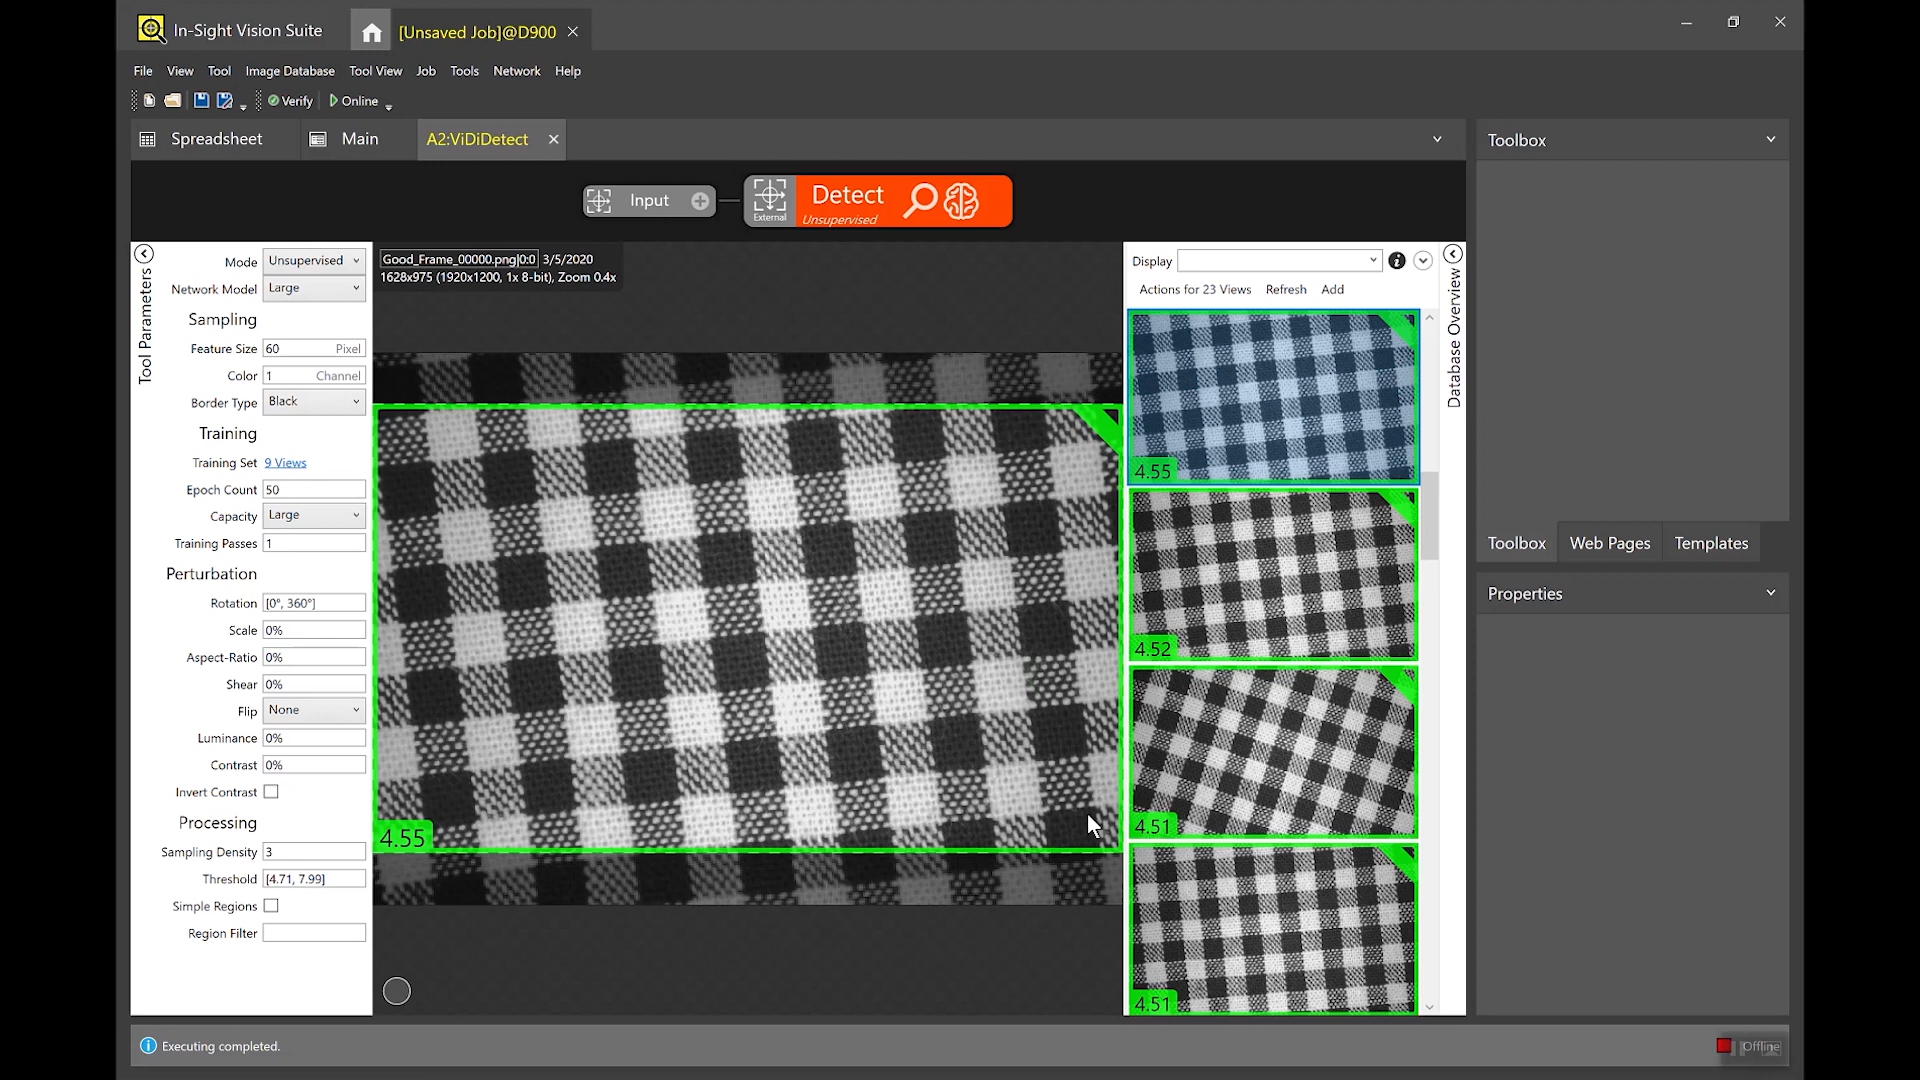 In-Sight Vision Suite
[Unsaved Job]@D900
File View Tool Image Database Tool View Job Tools Network Help
Verify Online
Spreadsheet Main A2:ViDiDetect
Toolbox
Input
External
Detect
Unsupervised
Tool Parameters
Mode Unsupervised
Network Model Large
Sampling
Feature Size 60 Pixel
Color 1 Channel
Border Type Black
Training
Training Set 9 Views
Epoch Count 50
Capacity Large
Training Passes 1
Perturbation
Rotation [0°, 360°]
Scale 0%
Aspect-Ratio 0%
Shear 0%
Flip None
Luminance 0%
Contrast 0%
Invert Contrast
Processing
Sampling Density 3
Threshold [4.71, 7.99]
Simple Regions
Region Filter
Good_Frame_00000.png|0:0 3/5/2020
1628x975 (1920x1200, 1x 8-bit), Zoom 0.4x
4.55
Display
Actions for 23 Views Refresh Add
4.55
4.52
4.51
4.51
Database Overview
Toolbox Web Pages Templates
Properties
Executing completed.
Offline